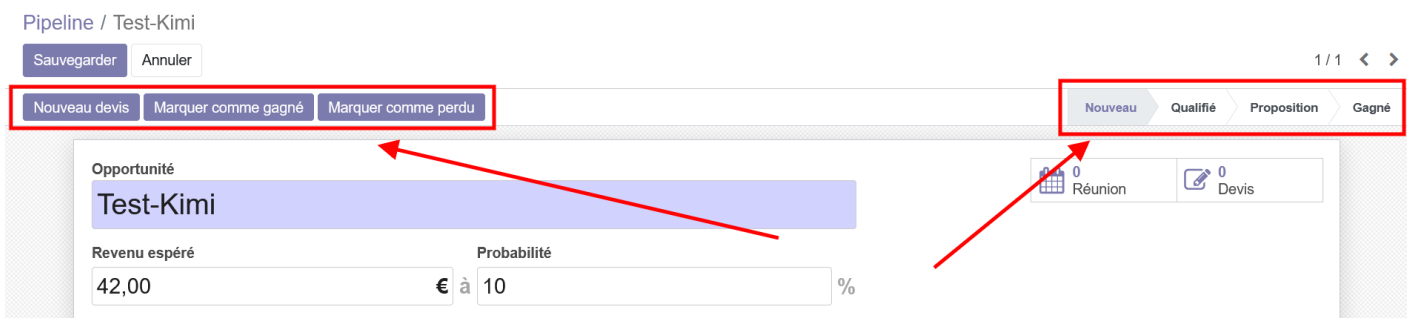 Pipeline / Test-Kimi
Sauvegarder Annuler 1 / 1
Nouveau devis Marquer comme gagné Marquer comme perdu Nouveau Qualifié Proposition Gagné
Opportunité
0 Réunion
0 Devis
Test-Kimi
Revenu espéré Probabilité
42,00 € à 10 %